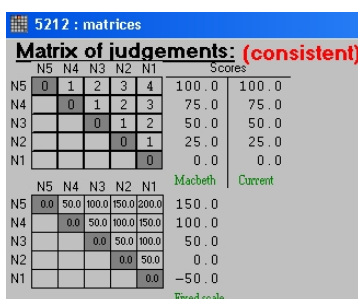 5212 : matrices
Matrix of judgements: (consistent)
N5 N4 N3 N2 N1 Scores
N5 0 1 2 3 4 100.0 100.0
N4 0 1 2 3 75.0 75.0
N3 0 1 2 50.0 50.0
N2 0 1 25.0 25.0
N1 0 0.0 0.0
N5 N4 N3 N2 N1 Macbeth Current
N5 0.0 50.0 100.0 150.0 200.0 150.0
N4 0.0 50.0 100.0 150.0 100.0
N3 0.0 50.0 100.0 50.0
N2 0.0 50.0 0.0
N1 0.0 -50.0
Fixed scale